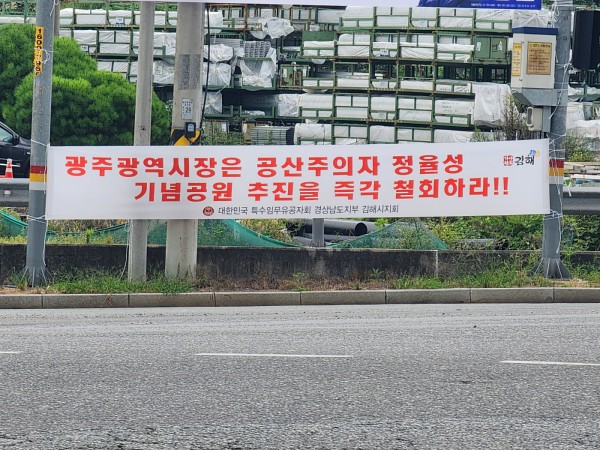 광주광역시장은 공산주의자 정율성
기념공원 추진을 즉각 철회하라!!
대한민국 특수임무유공자회 경상남도지부 김해시지회
김해